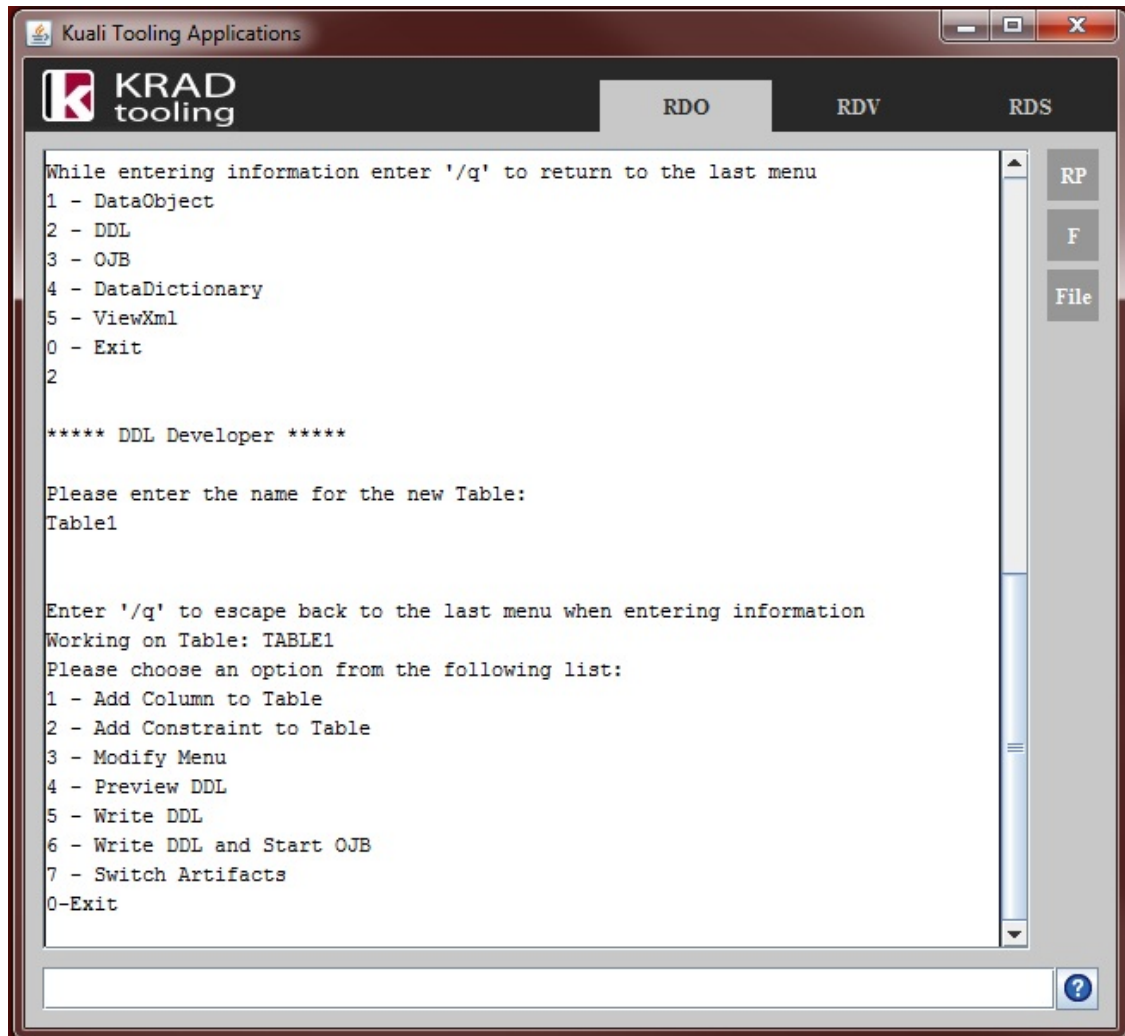 Kuali Tooling Applications
KRAD
tooling
RDO
RDV
RDS
While entering information enter '/q' to return to the last menu
1 - DataObject
2 - DDL
3 - OJB
4 - DataDictionary
5 - ViewXml
0 - Exit
2
***** DDL Developer *****
Please enter the name for the new Table:
Table1
Enter '/q' to escape back to the last menu when entering information
Working on Table: TABLE1
Please choose an option from the following list:
1 - Add Column to Table
2 - Add Constraint to Table
3 - Modify Menu
4 - Preview DDL
5 - Write DDL
6 - Write DDL and Start OJB
7 - Switch Artifacts
0-Exit
RP
F
File